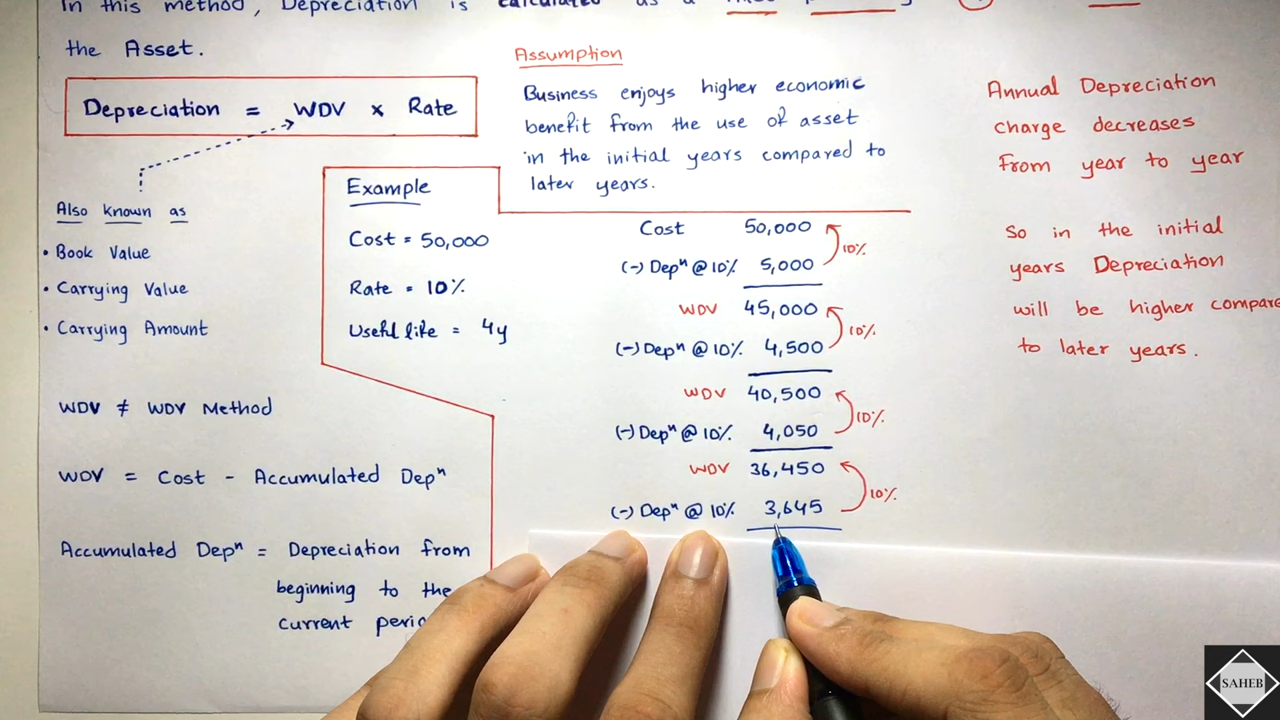 In this method, Depreciation is calculated as a
the Asset.
Depreciation = WDV x Rate
Also known as
• Book Value
• Carrying Value
• Carrying Amount
WDV ≠ WDV Method
WDV = Cost - Accumulated Depⁿ
Accumulated Depⁿ = Depreciation from
beginning to the
current
Assumption
Business enjoys higher economic
benefit from the use of asset
in the initial years compared to
later years.
Example
Cost = 50,000
Rate = 10%
Useful life = 4y
Cost 50,000
10%
(-) Depⁿ @ 10% 5,000
WDV 45,000
10%
(-) Depⁿ @ 10% 4,500
WDV 40,500
10%
(-) Depⁿ @ 10% 4,050
WDV 36,450
10%
(-) Depⁿ @ 10% 3,645
Annual Depreciation
charge decreases
from year to year
So in the initial
years Depreciation
will be higher compare
to later years.
SAHEB